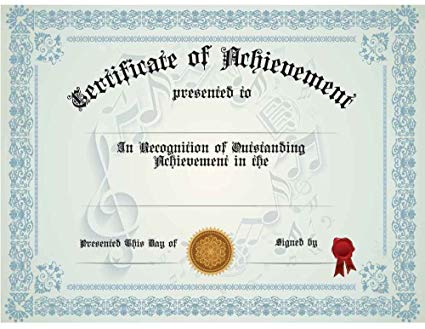 Certificate of Achievement
presented to
In Recognition of Outstanding
Achievement in the
Presented This Day of
Signed by